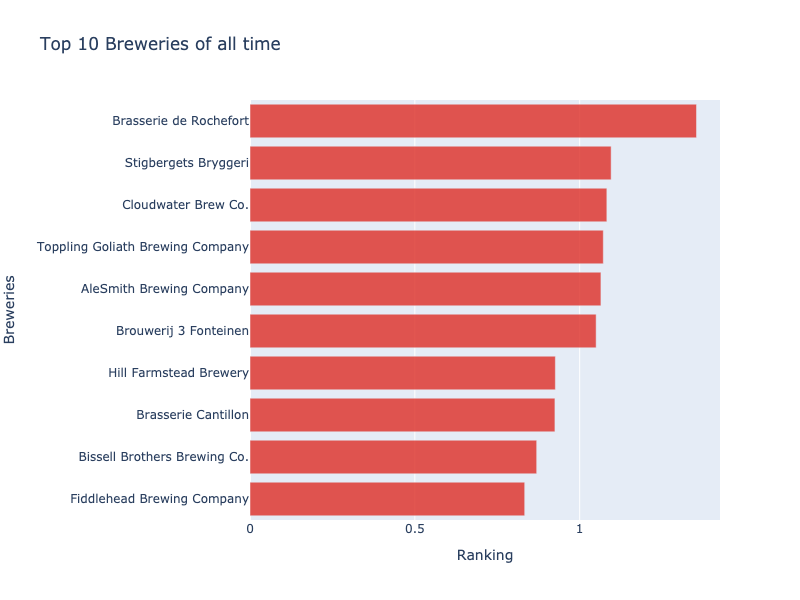 Top 10 Breweries of all time
Breweries
Brasserie de Rochefort
Stigbergets Bryggeri
Cloudwater Brew Co.
Toppling Goliath Brewing Company
AleSmith Brewing Company
Brouwerij 3 Fonteinen
Hill Farmstead Brewery
Brasserie Cantillon
Bissell Brothers Brewing Co.
Fiddlehead Brewing Company
0 0.5 1
Ranking